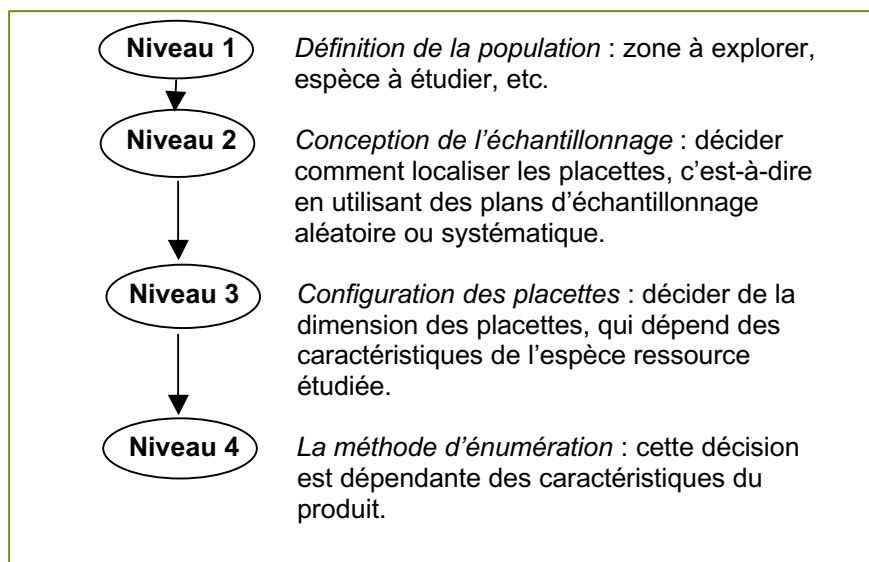 Niveau 1 Définition de la population : zone à explorer,
espèce à étudier, etc.
Niveau 2 Conception de l'échantillonnage : décider
comment localiser les placettes, c'est-à-dire
en utilisant des plans d'échantillonnage
aléatoire ou systématique.
Niveau 3 Configuration des placettes : décider de la
dimension des placettes, qui dépend des
caractéristiques de l'espèce ressource
étudiée.
Niveau 4 La méthode d'énumération : cette décision
est dépendante des caractéristiques du
produit.